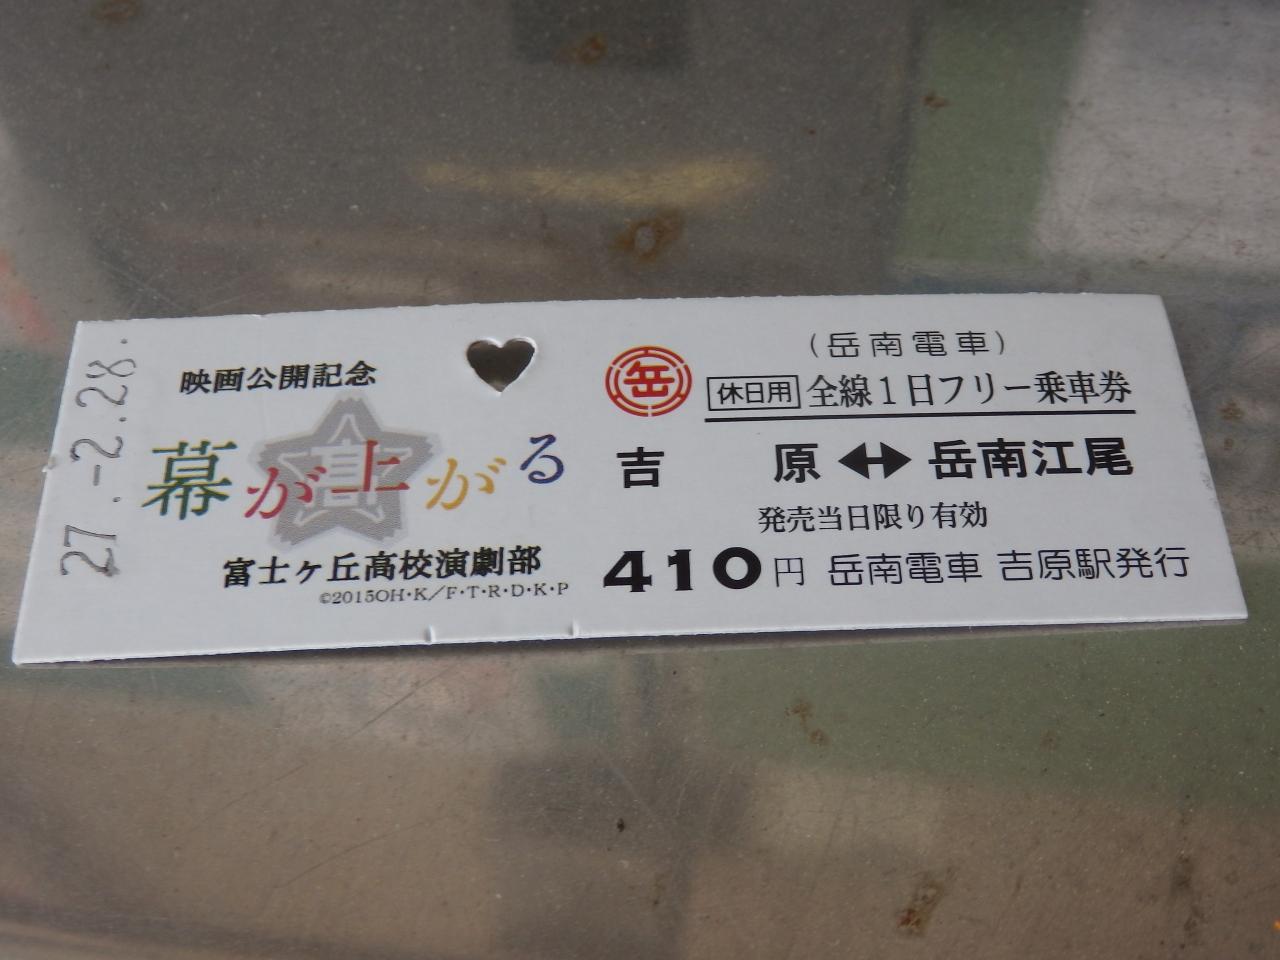 27.-2.28.
映画公開記念
幕が上がる
富士ヶ丘高校演劇部
©2015OH・K/F・T・R・D・K・P
岳
(岳南電車)
休日用 全線1日フリー乗車券
吉原↔岳南江尾
発売当日限り有効
410円 岳南電車 吉原駅発行